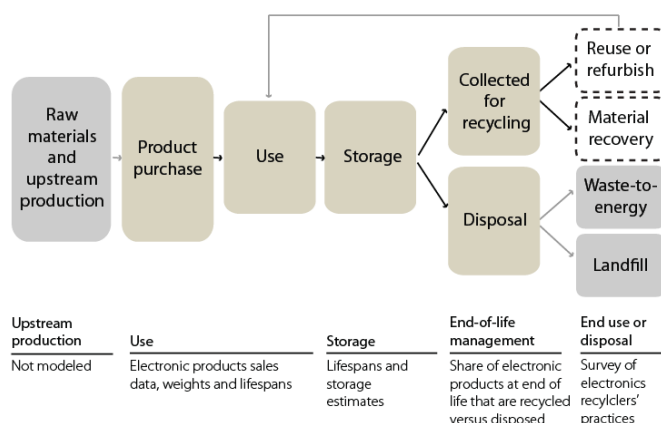 Raw
materials
and
upstream
production
Product
purchase
Use
Storage
Collected
for
recycling
Disposal
Reuse or
refurbish
Material
recovery
Waste-to-
energy
Landfill
Upstream
production
Not modeled
Use
Electronic products sales
data, weights and lifespans
Storage
Lifespans and
storage
estimates
End-of-life
management
Share of electronic
products at end of
life that are recycled
versus disposed
End use or
disposal
Survey of
electronics
recylclers'
practices